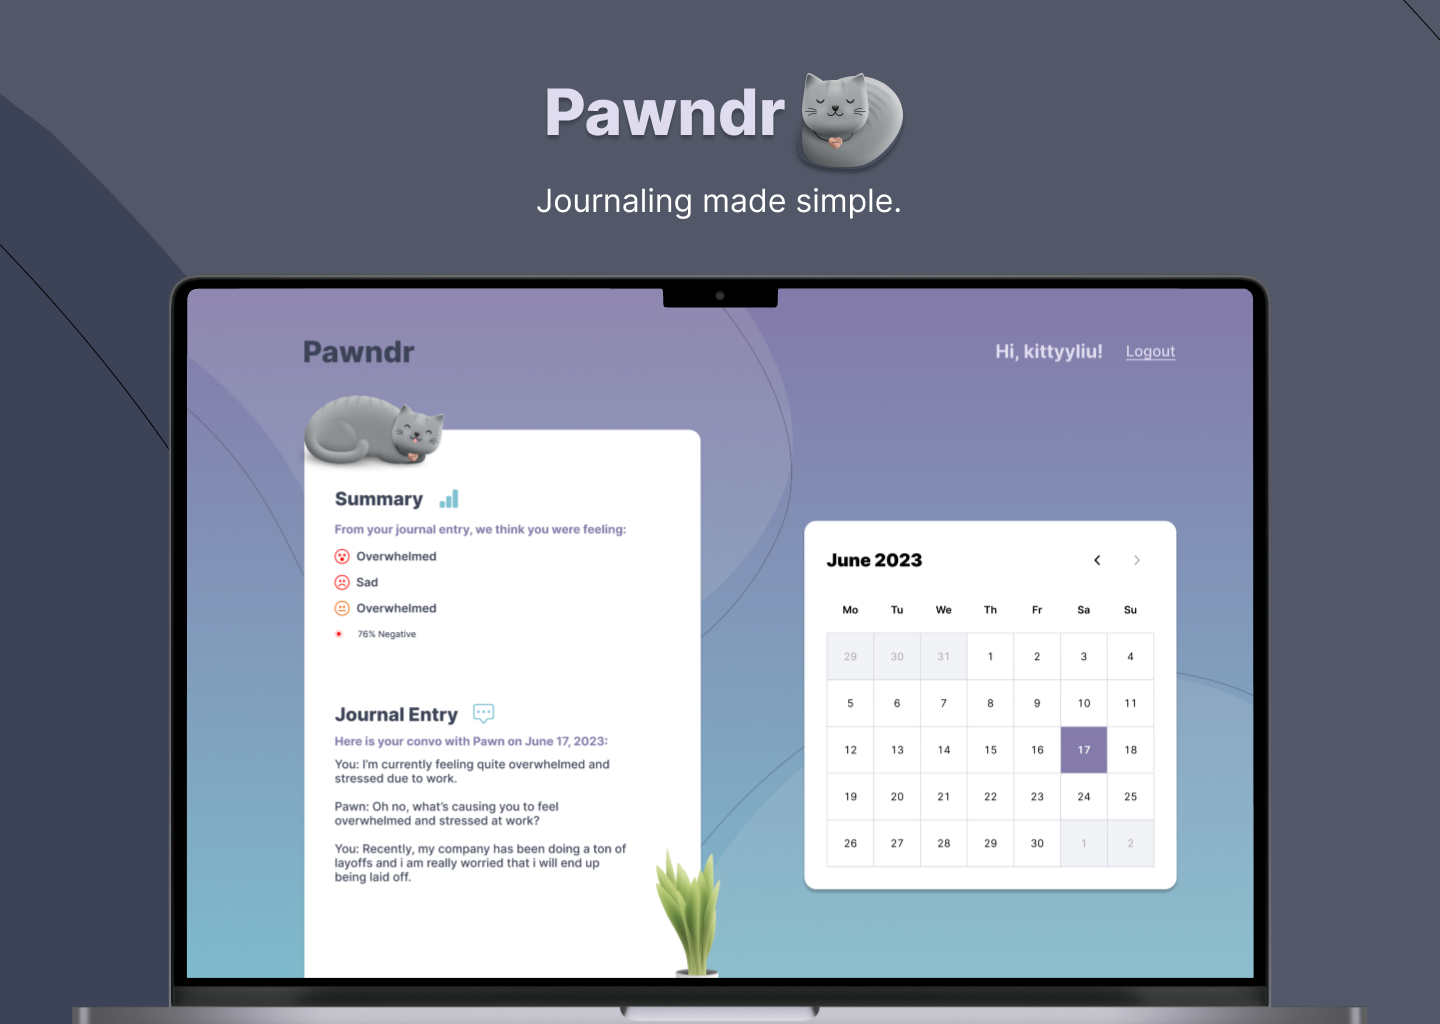 Pawndr
Journaling made simple.
Pawndr
Hi, kittyyliu! Logout
Summary
From your journal entry, we think you were feeling:
Overwhelmed
Sad
Overwhelmed
76% Negative
Journal Entry
Here is your convo with Pawn on June 17, 2023:
You: I'm currently feeling quite overwhelmed and
stressed due to work.
Pawn: Oh no, what's causing you to feel
overwhelmed and stressed at work?
You: Recently, my company has been doing a ton of
layoffs and i am really worried that i will end up
being laid off.
June 2023
Mo Tu We Th Fr Sa Su
29 30 31 1 2 3 4
5 6 7 8 9 10 11
12 13 14 15 16 17 18
19 20 21 22 23 24 25
26 27 28 29 30 1 2